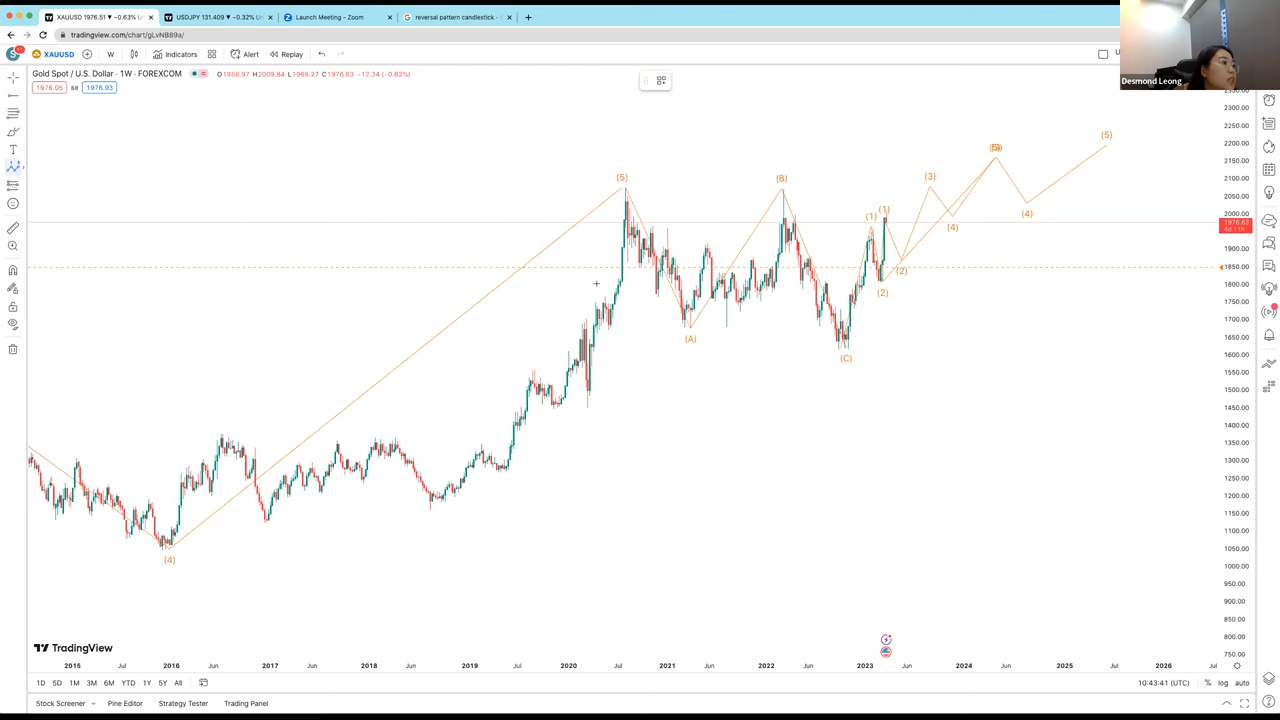 XAUUSD 1976.51 ▼ −0.63% U
USDJPY 131.409 ▼ −0.32% U
Launch Meeting - Zoom
reversal pattern candlestick -
tradingview.com/chart/gLvNB89a/
S 11 XAUUSD W Indicators Alert Replay
Gold Spot / U.S. Dollar · 1W · FOREXCOM O1988.97 H2009.84 L1968.27 C1976.63 −12.34 (−0.62%)
1976.05 88 1976.93
Desmond Leong
2300.00
2250.00
2200.00
2150.00
2100.00
2050.00
2000.00
1976.63
4d 11h
1900.00
1850.00
1800.00
1750.00
1700.00
1650.00
1600.00
1550.00
1500.00
1450.00
1400.00
1350.00
1300.00
1250.00
1200.00
1150.00
1100.00
1050.00
1000.00
950.00
900.00
850.00
800.00
750.00
(5)
(5) (B) (3)
(1) (1)
(4) (4)
(2)
(2)
(A)
(C)
(4)
TradingView
2015 Jul 2016 Jun 2017 Jun 2018 Jun 2019 Jun 2020 Jul 2021 Jun 2022 Jun 2023 Jun 2024 Jun 2025 Jul 2026 Jul
1D 5D 1M 3M 6M YTD 1Y 5Y All 10:43:41 (UTC) % log auto
Stock Screener Pine Editor Strategy Tester Trading Panel